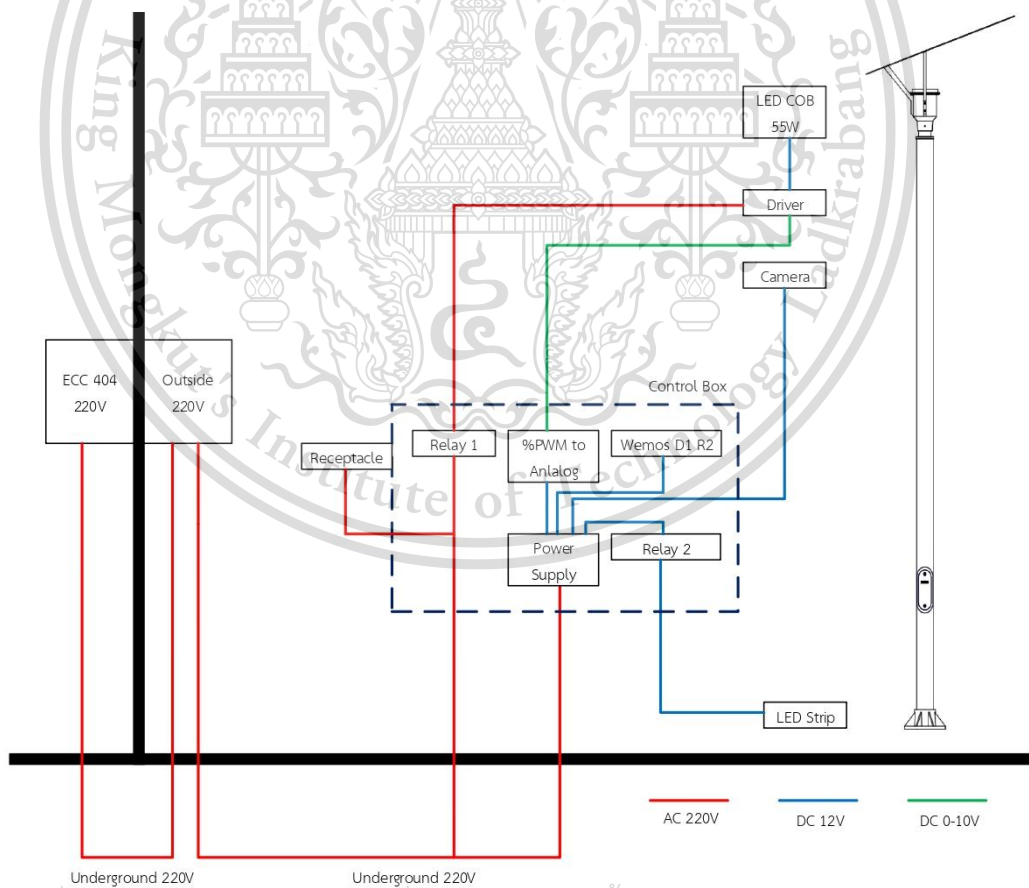 King Mongkut's Institute of Technology Ladkrabang
LED COB
55W
Driver
Camera
ECC 404
220V
Outside
220V
Control Box
Receptacle
Relay 1
%PWM to
Anlalog
Wemos D1 R2
Power
Supply
Relay 2
LED Strip
AC 220V
DC 12V
DC 0-10V
Underground 220V
Underground 220V